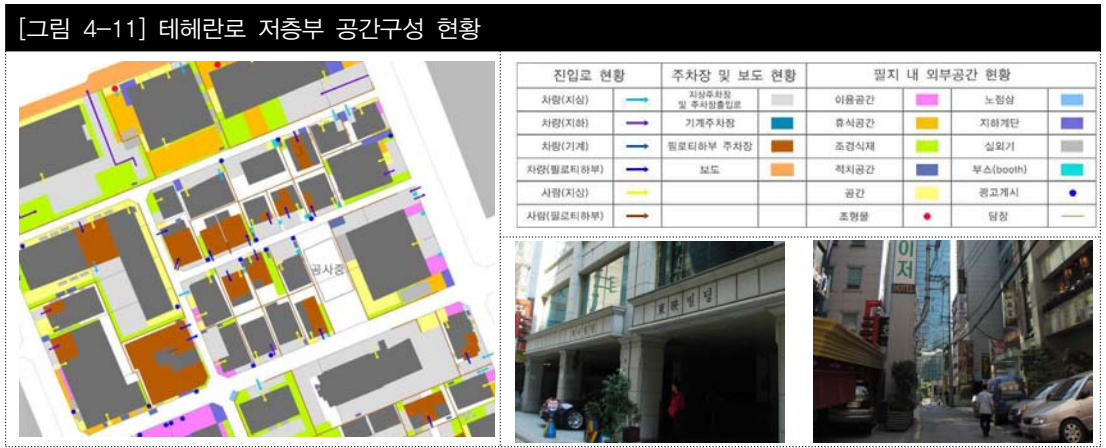 [그림 4-11] 테헤란로 저층부 공간구성 현황
공사중
진입로 현황 주차장 및 보도 현황 필지 내 외부공간 현황
차량(지상) 지상주차장 및 주차장출입로 이용공간 노점상
차량(지하) 기계주차장 휴식공간 지하계단
차량(기계) 필로티하부 주차장 조경식재 실외기
차량(필로티하부) 보도 적치공간 부스(booth)
사람(지상) 공간 광고게시
사람(필로티하부) 조형물 담장
東映빌딩
이저
HOTEL